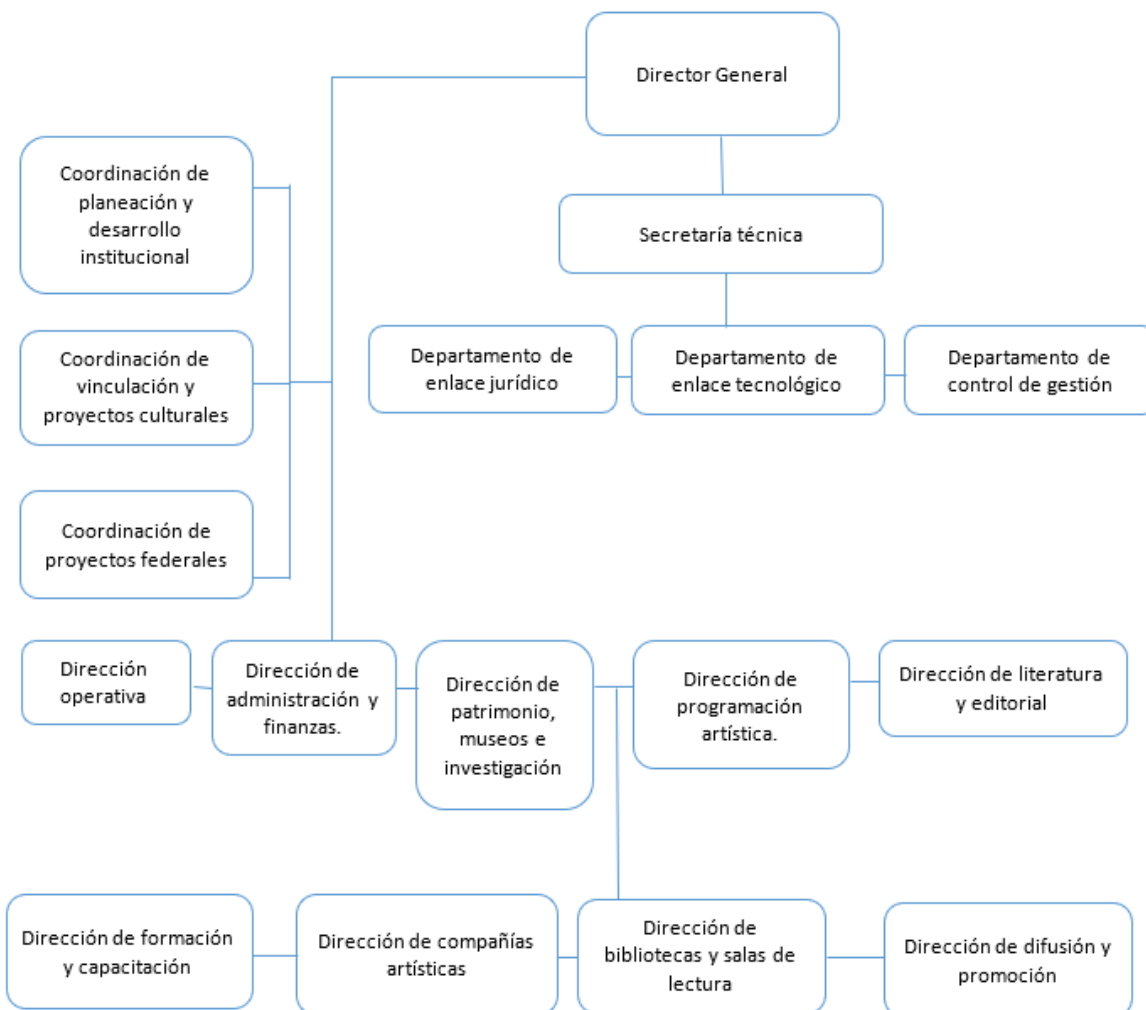 Director General
Coordinación de
planeación y
desarrollo
institucional
Secretaría técnica
Coordinación de
vinculación y
proyectos culturales
Departamento de
enlace jurídico
Departamento de
enlace tecnológico
Departamento de
control de gestión
Coordinación de
proyectos federales
Dirección
operativa
Dirección de
administración y
finanzas.
Dirección de
patrimonio,
museos e
investigación
Dirección de
programación
artística.
Dirección de literatura
y editorial
Dirección de formación
y capacitación
Dirección de compañías
artísticas
Dirección de
bibliotecas y salas de
lectura
Dirección de difusión y
promoción